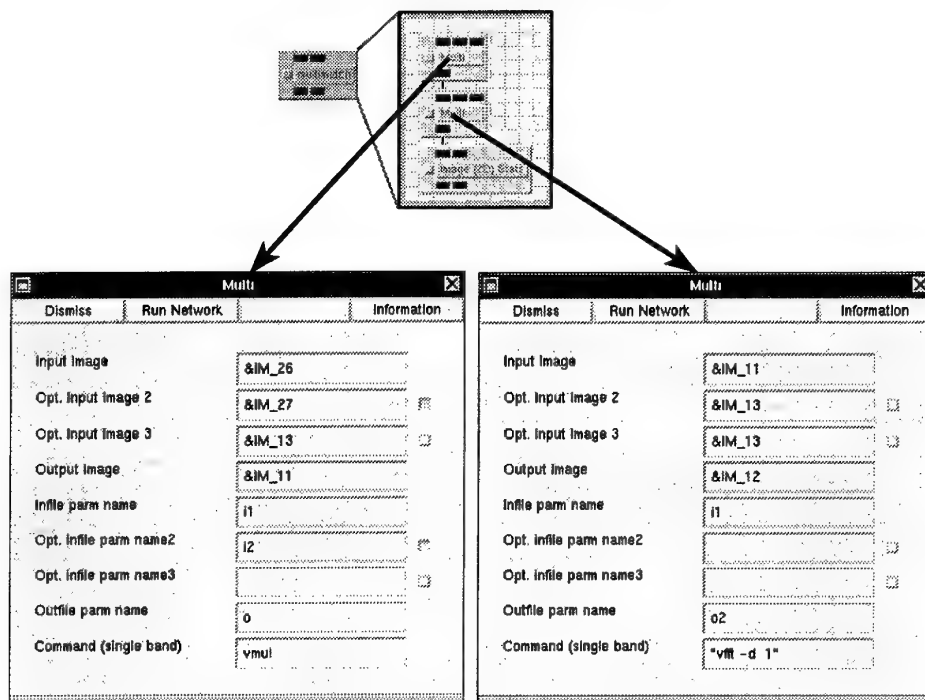 Multi
Dismiss Run Network Information
Input Image &IM_26
Opt. Input Image 2 &IM_27
Opt. Input Image 3 &IM_13
Output Image &IM_11
Infile parm name i1
Opt. infile parm name2 i2
Opt. infile parm name3
Outfile parm name o
Command (single band) vmul
Multi
Dismiss Run Network Information
Input Image &IM_11
Opt. Input Image 2 &IM_13
Opt. Input Image 3 &IM_13
Output Image &IM_12
Infile parm name i1
Opt. infile parm name2
Opt. infile parm name3
Outfile parm name o2
Command (single band) "vfft -d 1"